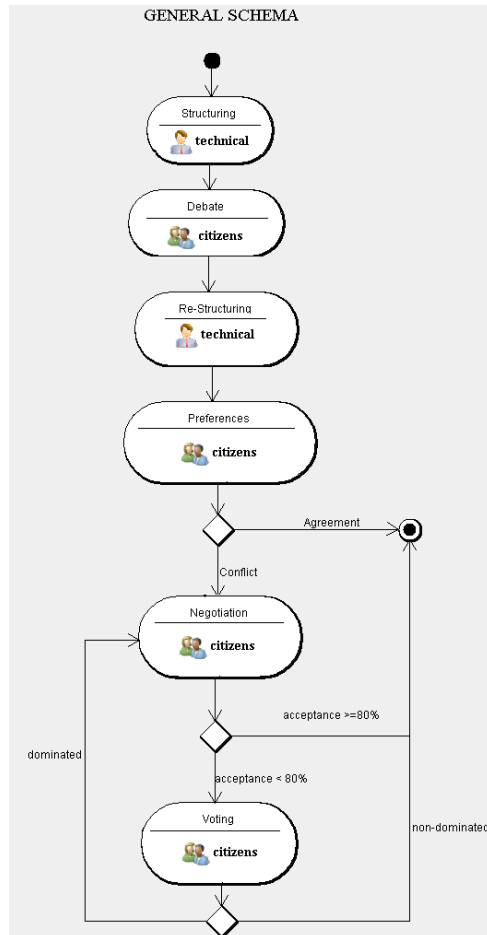 GENERAL SCHEMA
Structuring
technical
Debate
citizens
Re-Structuring
technical
Preferences
citizens
Agreement
Conflict
Negotiation
citizens
acceptance >=80%
dominated
acceptance < 80%
Voting
non-dominated
citizens